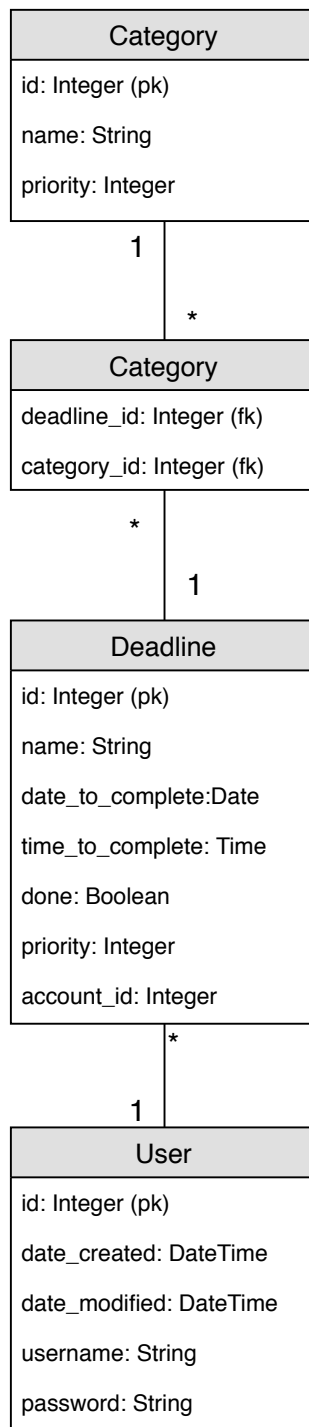 Category
id: Integer (pk)
name: String
priority: Integer
1
*
Category
deadline_id: Integer (fk)
category_id: Integer (fk)
*
1
Deadline
id: Integer (pk)
name: String
date_to_complete:Date
time_to_complete: Time
done: Boolean
priority: Integer
account_id: Integer
*
1
User
id: Integer (pk)
date_created: DateTime
date_modified: DateTime
username: String
password: String